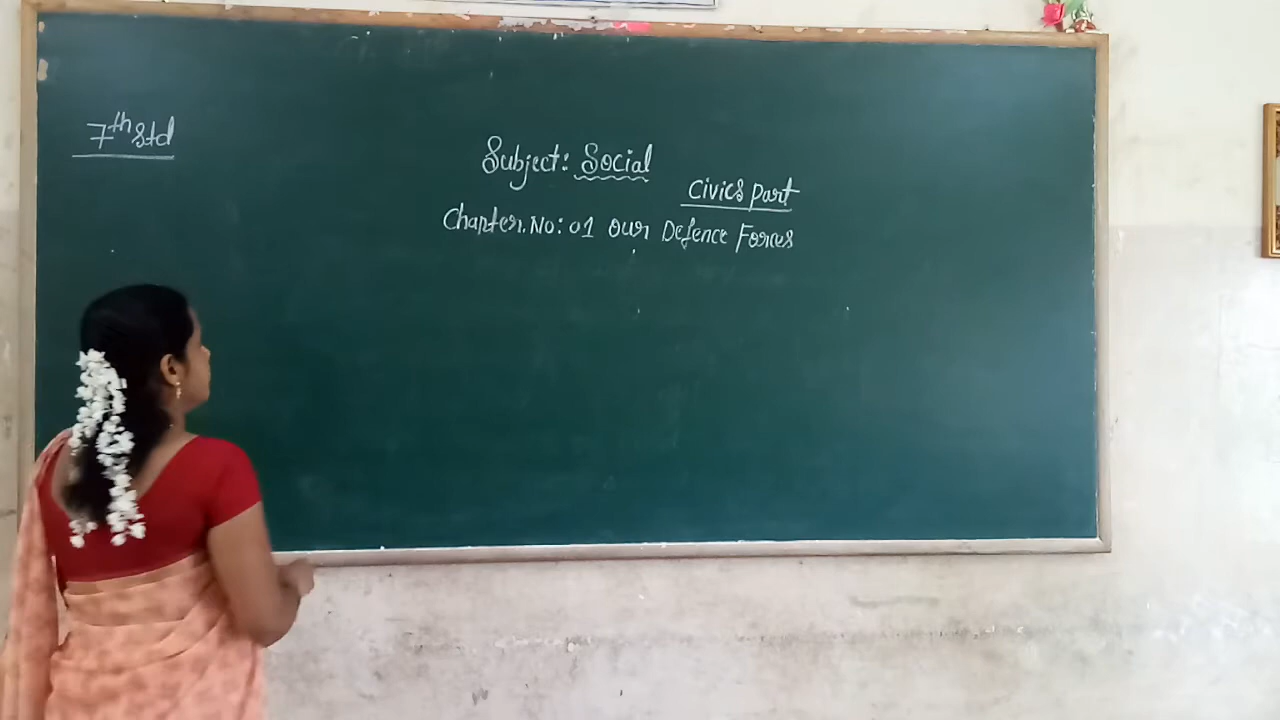 7th Std
Subject: Social
Civics part
Chapter.No: 01 Our Defence Forces